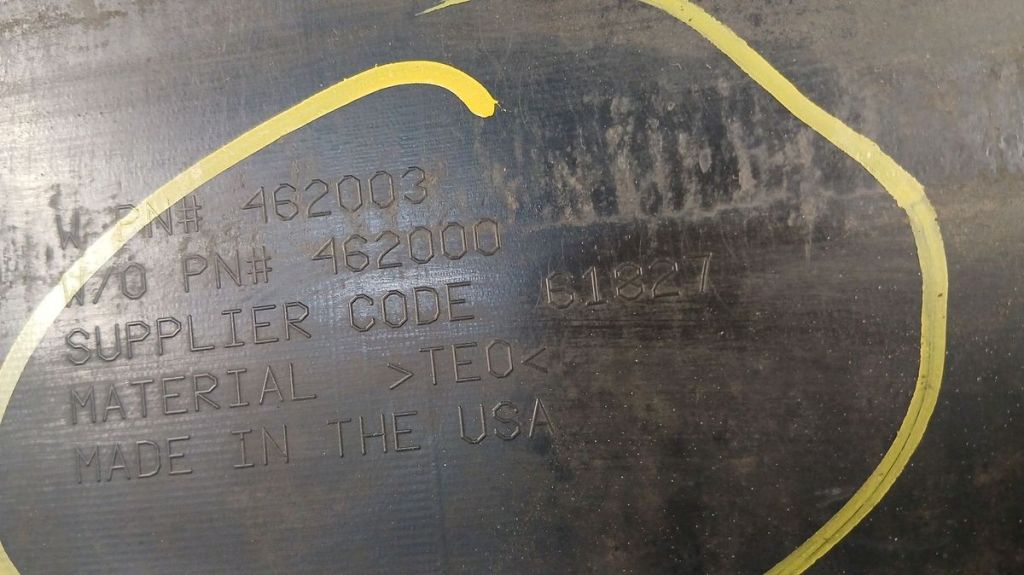 W PN# 462003
W/O PN# 462000
SUPPLIER CODE 61827
MATERIAL >TEO<
MADE IN THE USA